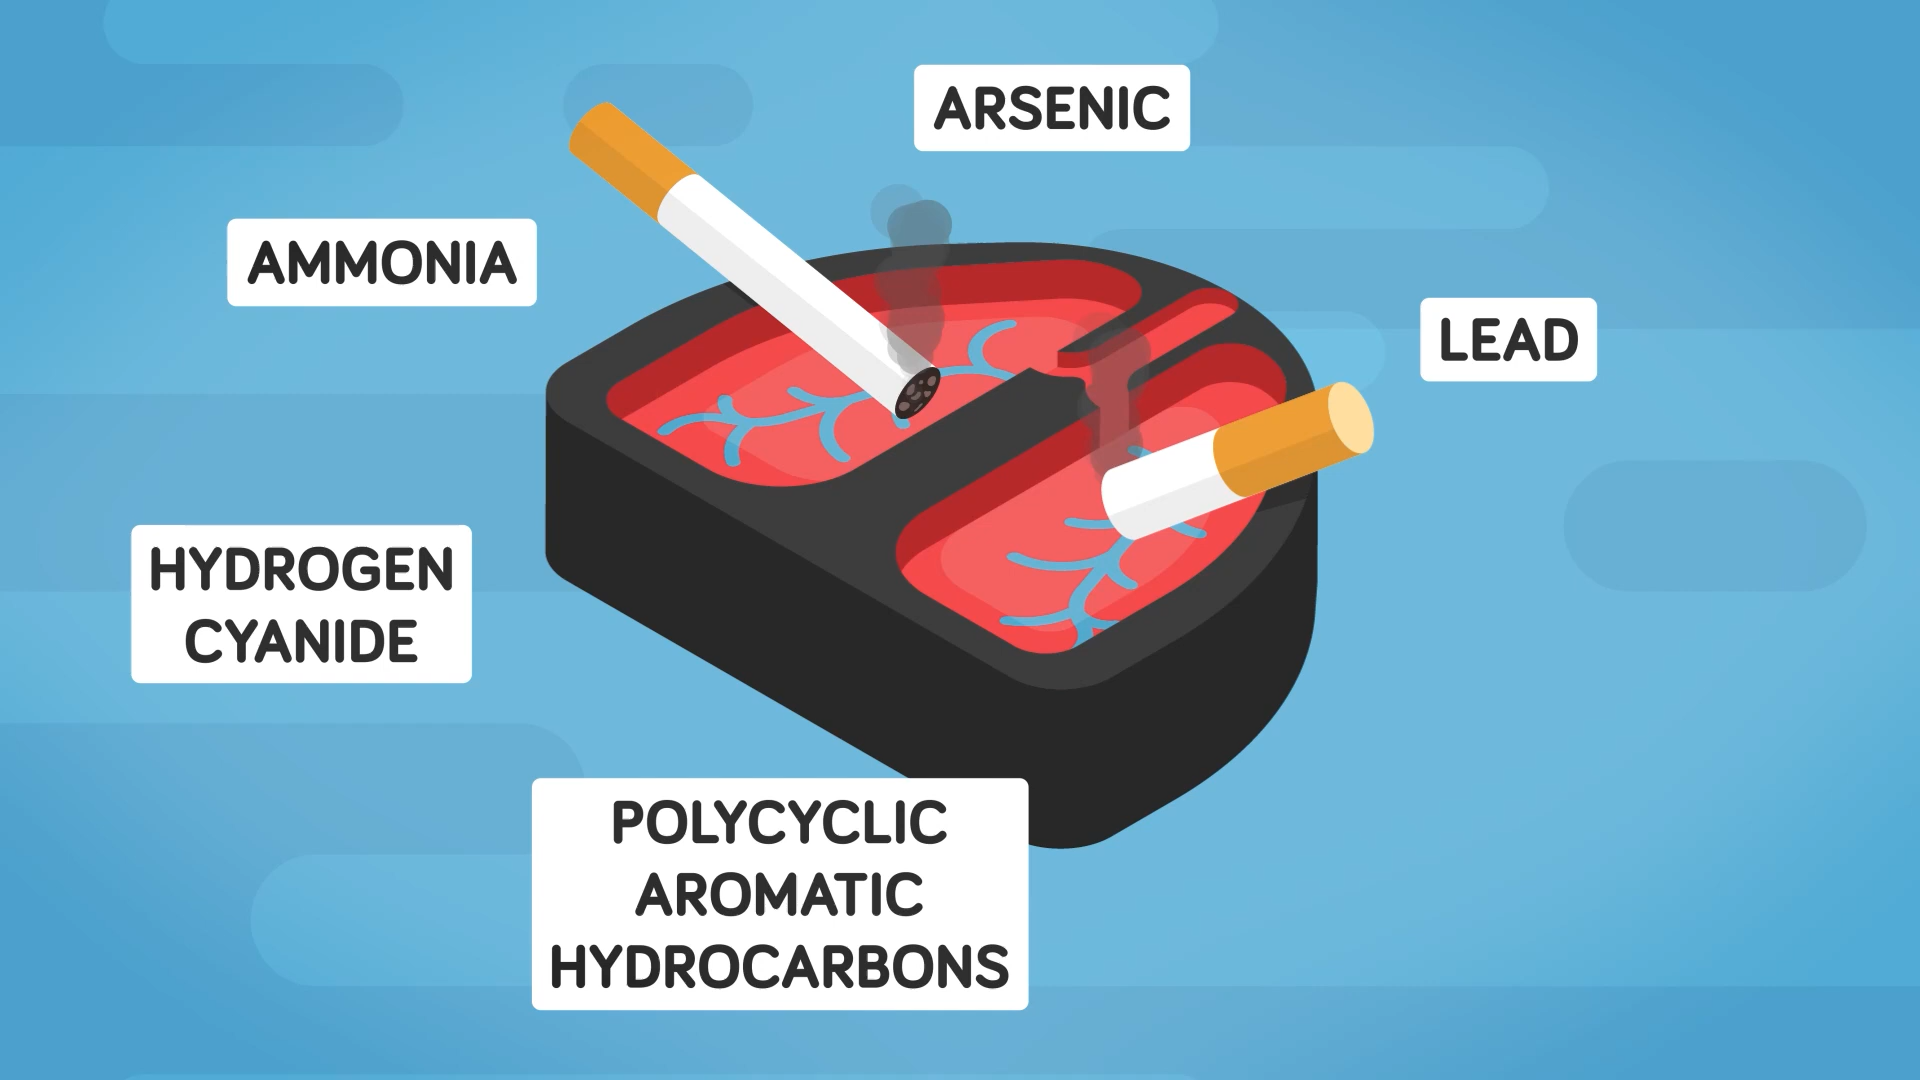 ARSENIC
AMMONIA
LEAD
HYDROGEN
CYANIDE
POLYCYCLIC
AROMATIC
HYDROCARBONS